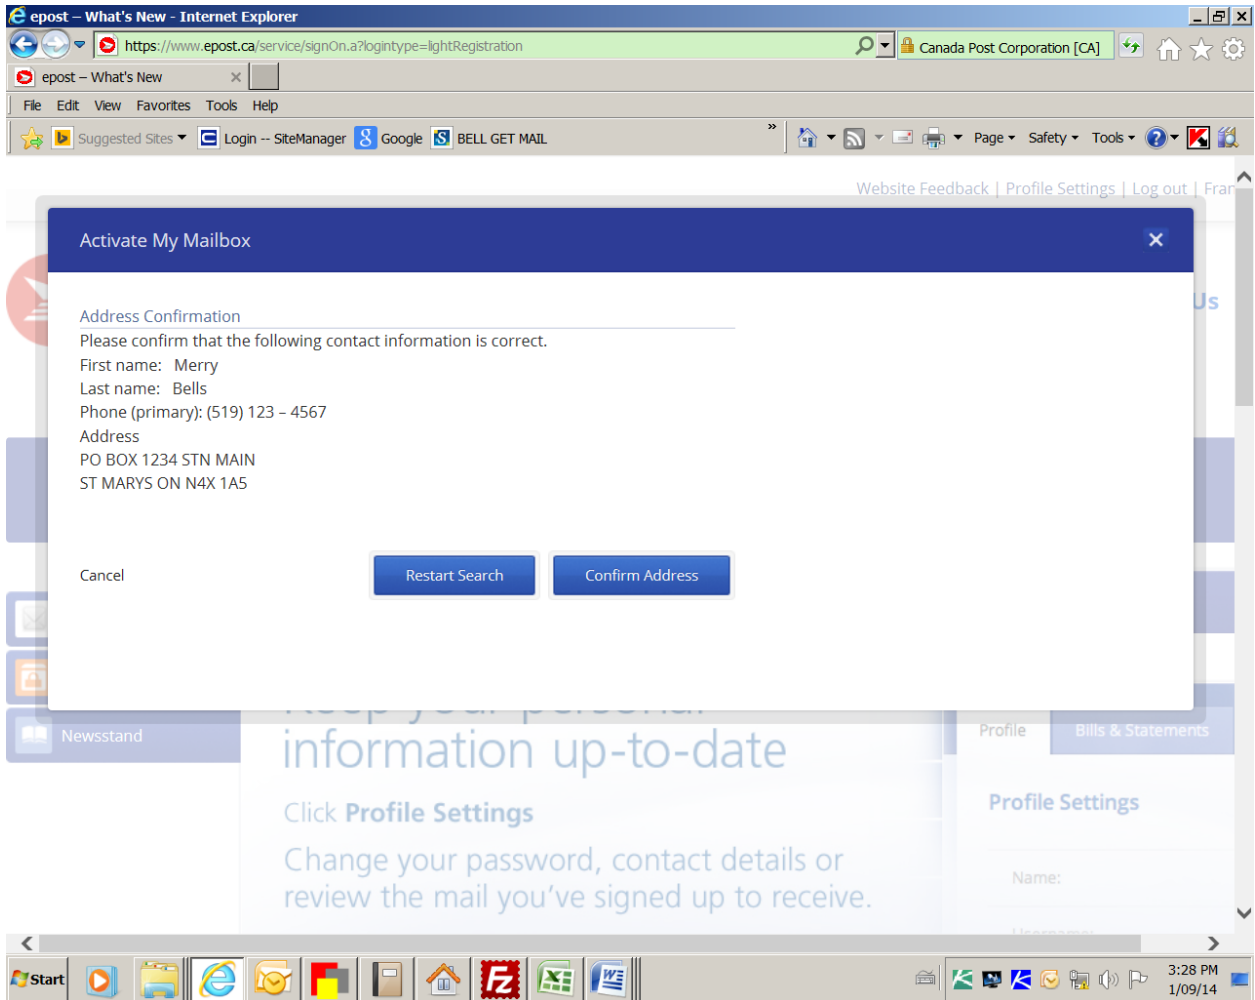 epost – What's New - Internet Explorer
https://www.epost.ca/service/signOn.a?logintype=lightRegistration
Canada Post Corporation [CA]
epost – What's New
File Edit View Favorites Tools Help
Suggested Sites Login -- SiteManager Google BELL GET MAIL » Page Safety Tools
Website Feedback | Profile Settings | Log out | Fran
Activate My Mailbox
Us
Address Confirmation
Please confirm that the following contact information is correct.
First name: Merry
Last name: Bells
Phone (primary): (519) 123 – 4567
Address
PO BOX 1234 STN MAIN
ST MARYS ON N4X 1A5
Cancel Restart Search Confirm Address
Keep your personal
information up-to-date
Newsstand
Profile Bills & Statements
Click Profile Settings
Profile Settings
Change your password, contact details or
review the mail you've signed up to receive.
Name:
Username:
Start
3:28 PM
1/09/14